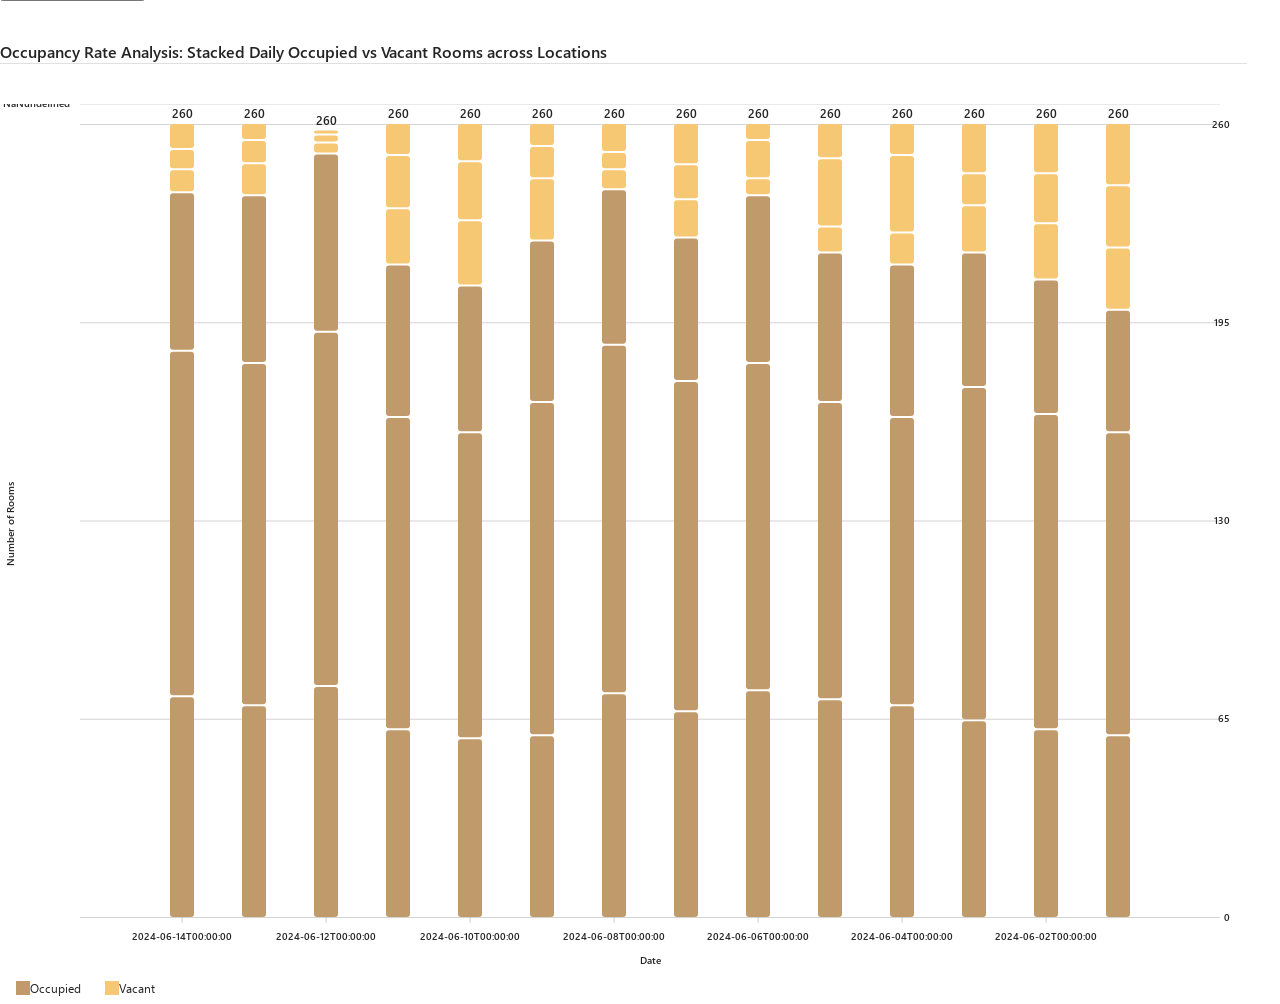 Occupancy Rate Analysis: Stacked Daily Occupied vs Vacant Rooms across Locations
NaNundefined
260 260 260 260 260 260 260 260 260 260 260 260 260 260
260
195
130
65
0
Number of Rooms
2024-06-14T00:00:00 2024-06-12T00:00:00 2024-06-10T00:00:00 2024-06-08T00:00:00 2024-06-06T00:00:00 2024-06-04T00:00:00 2024-06-02T00:00:00
Date
Occupied Vacant